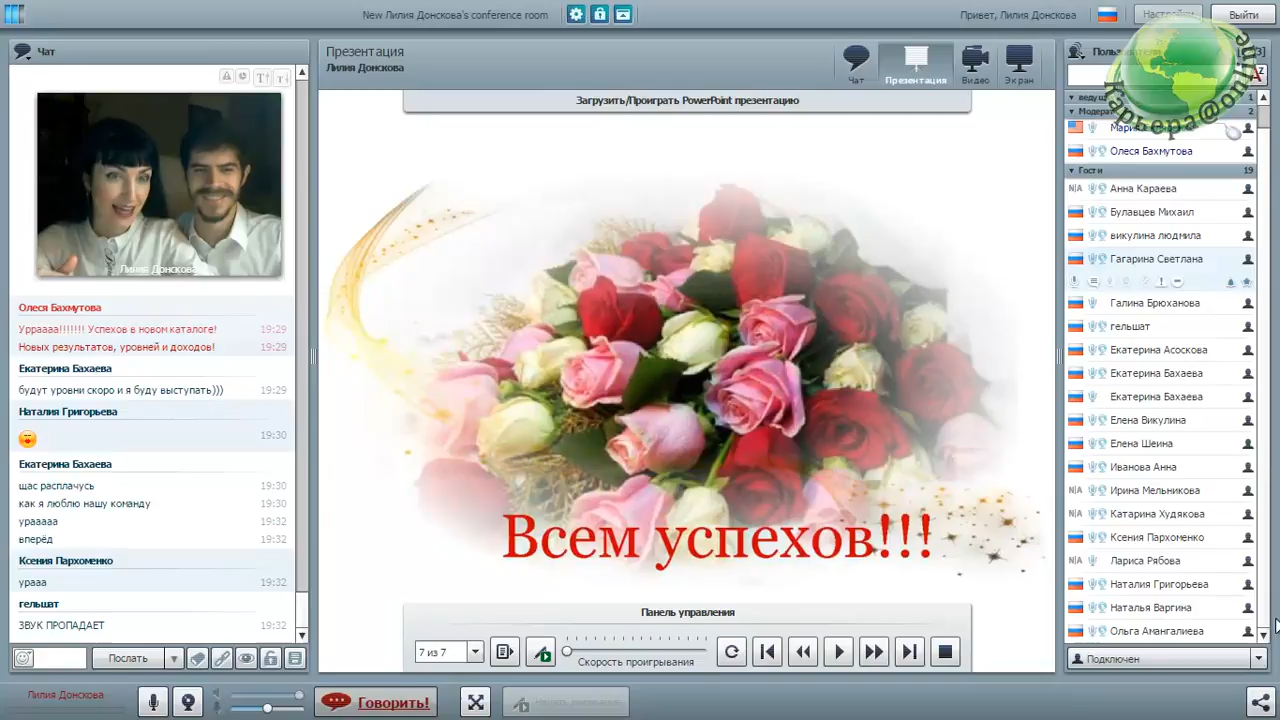 New Лилия Донскова's conference room
Привет, Лилия Донскова
Настройки
Выйти
Чат
Лилия Донскова
Олеся Бахмутова
Урраааа!!!!!!! Успехов в новом каталоге! 19:29
Новых результатов, уровней и доходов! 19:29
Екатерина Бахаева
будут уровни скоро и я буду выступать))) 19:29
Наталия Григорьева
19:30
Екатерина Бахаева
щас расплачусь 19:30
как я люблю нашу команду 19:30
урааааа 19:32
вперёд 19:32
Ксения Пархоменко
урааа 19:32
гельшат
ЗВУК ПРОПАДАЕТ 19:32
Послать
Презентация
Лилия Донскова
Чат
Презентация
Видео
Экран
Загрузить/Проиграть PowerPoint презентацию
Всем успехов!!!
Панель управления
7 из 7
Скорость проигрывания
Карьера@online
Модера
2
Олеся Бахмутова
Гости 19
N|A Анна Караева
Булавцев Михаил
викулина людмила
Гагарина Светлана
Галина Брюханова
гельшат
Екатерина Асоскова
Екатерина Бахаева
Екатерина Бахаева
Елена Викулина
Елена Шеина
Иванова Анна
N|A Ирина Мельникова
N|A Катарина Худякова
Ксения Пархоменко
N|A Лариса Рябова
Наталия Григорьева
Наталья Варгина
Ольга Амангалиева
Подключен
Лилия Донскова
Говорить!